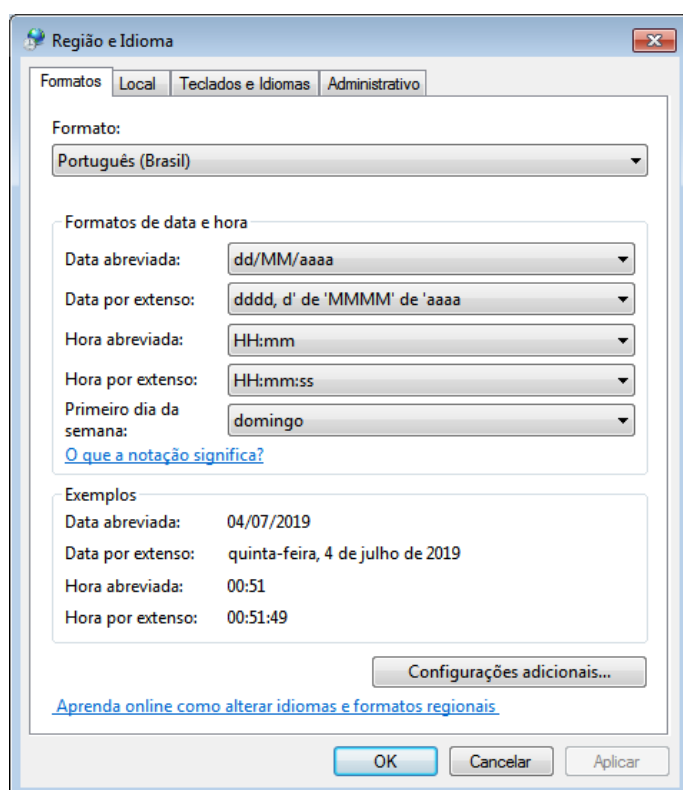 Região e Idioma
Formatos Local Teclados e Idiomas Administrativo
Formato:
Português (Brasil)
Formatos de data e hora
Data abreviada: dd/MM/aaaa
Data por extenso: dddd, d' de 'MMMM' de 'aaaa
Hora abreviada: HH:mm
Hora por extenso: HH:mm:ss
Primeiro dia da
semana: domingo
O que a notação significa?
Exemplos
Data abreviada: 04/07/2019
Data por extenso: quinta-feira, 4 de julho de 2019
Hora abreviada: 00:51
Hora por extenso: 00:51:49
Configurações adicionais...
Aprenda online como alterar idiomas e formatos regionais
OK Cancelar Aplicar